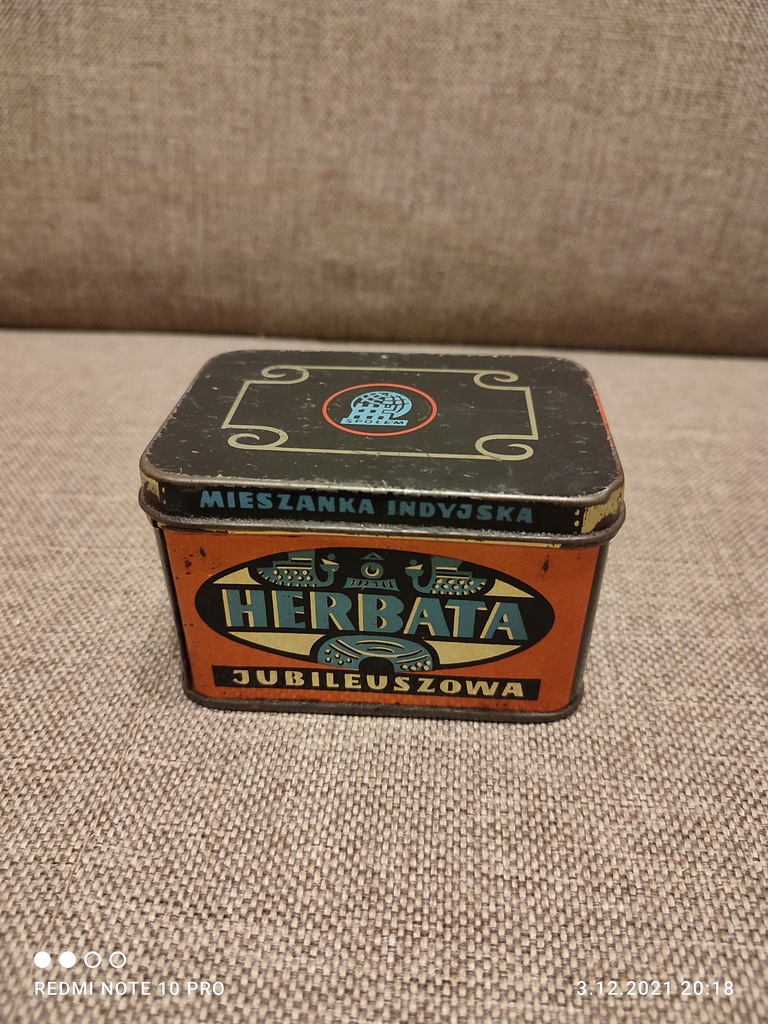 SPOŁEM
MIESZANKA INDYJSKA
HERBATA
JUBILEUSZOWA
REDMI NOTE 10 PRO
3.12.2021 20:18